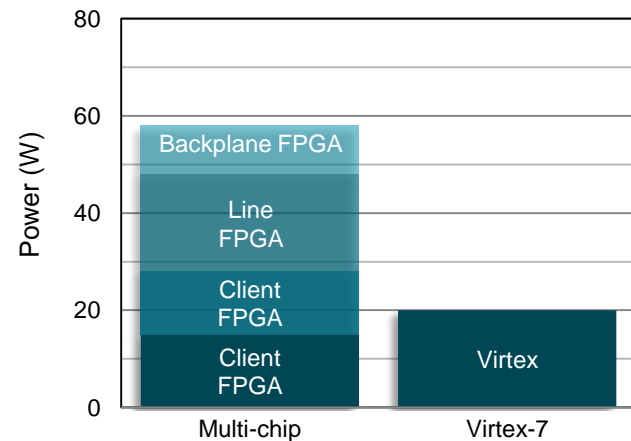 80
60
40
20
0
Power (W)
Backplane FPGA
Line
FPGA
Client
FPGA
Client
FPGA
Virtex
Multi-chip
Virtex-7